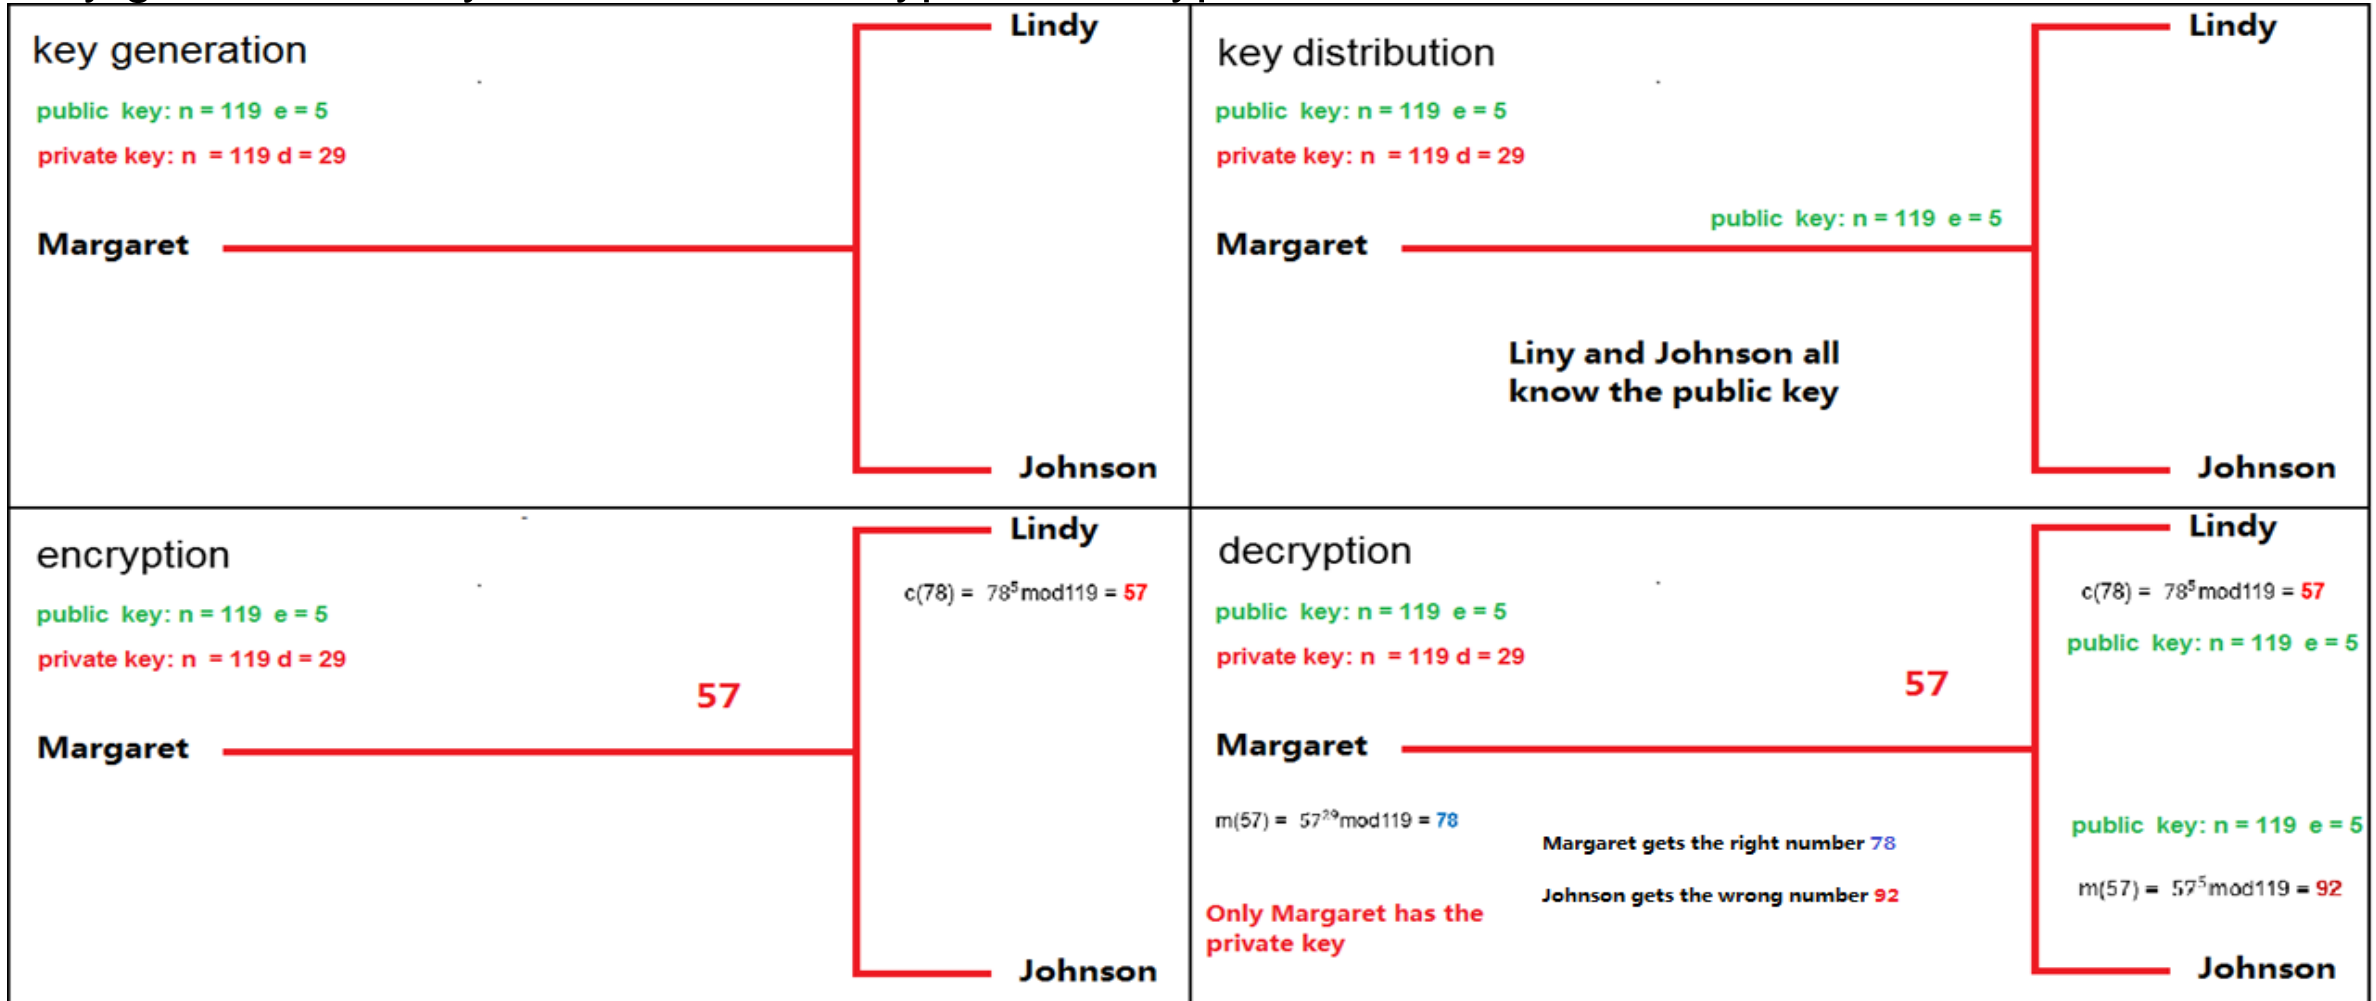 key generation
Lindy
public key: n = 119 e = 5
private key: n = 119 d = 29
Margaret
Johnson
key distribution
Lindy
public key: n = 119 e = 5
private key: n = 119 d = 29
public key: n = 119 e = 5
Margaret
Liny and Johnson all
know the public key
Johnson
encryption
Lindy
c(78) = 78⁵mod119 = 57
public key: n = 119 e = 5
private key: n = 119 d = 29
57
Margaret
Johnson
decryption
Lindy
c(78) = 78⁵mod119 = 57
public key: n = 119 e = 5
public key: n = 119 e = 5
private key: n = 119 d = 29
57
Margaret
m(57) = 57²⁹mod119 = 78
Margaret gets the right number 78
Johnson gets the wrong number 92
Only Margaret has the
private key
public key: n = 119 e = 5
m(57) = 57⁵mod119 = 92
Johnson